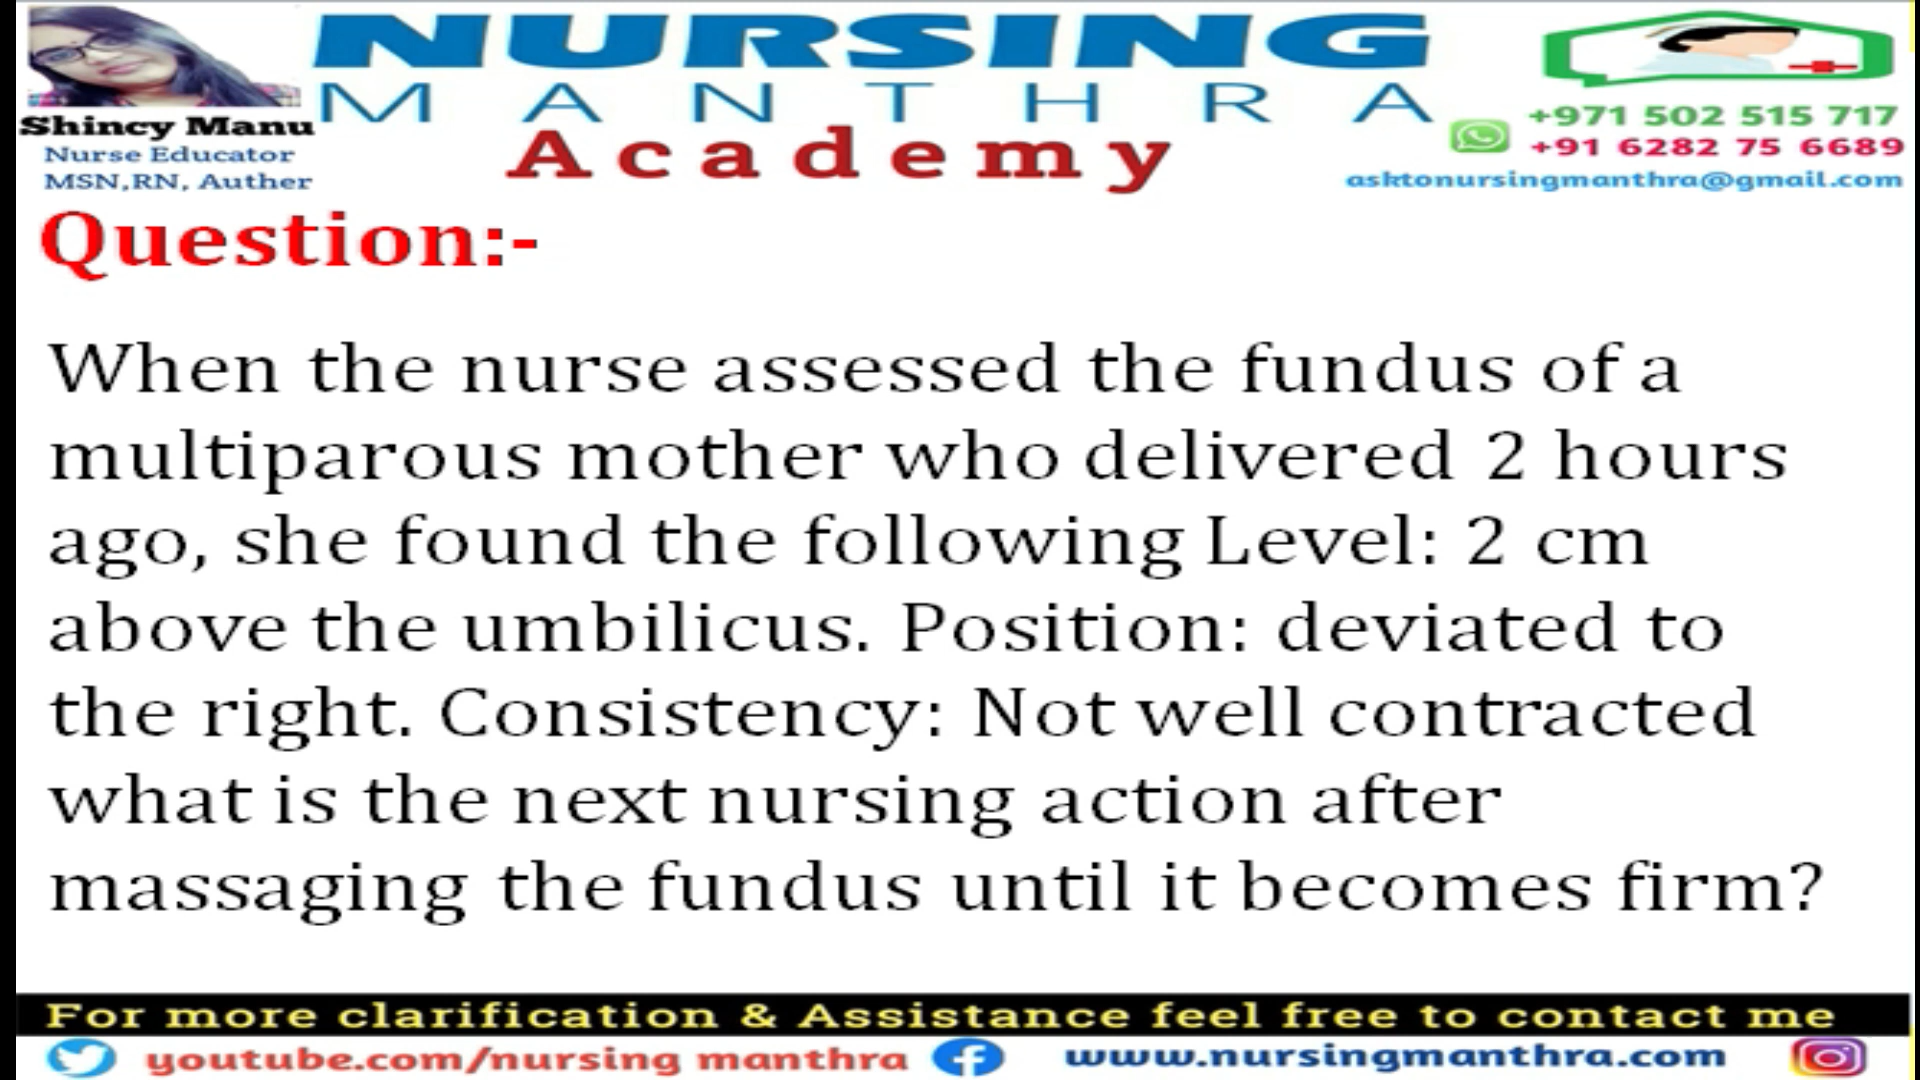 NURSING
MANTHRA
Academy
Shincy Manu
Nurse Educator
MSN,RN, Auther
+971 502 515 717
+91 6282 75 6689
asktonursingmanthra@gmail.com
Question:-
When the nurse assessed the fundus of a
multiparous mother who delivered 2 hours
ago, she found the following Level: 2 cm
above the umbilicus. Position: deviated to
the right. Consistency: Not well contracted
what is the next nursing action after
massaging the fundus until it becomes firm?
For more clarification & Assistance feel free to contact me
youtube.com/nursing manthra
www.nursingmanthra.com